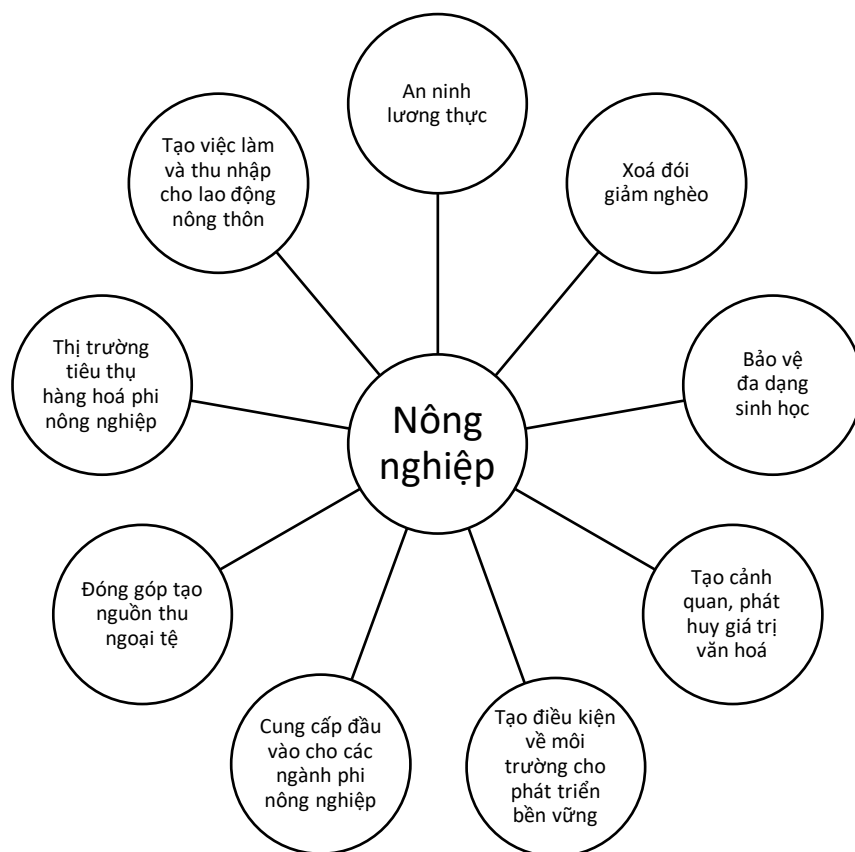 An ninh
lương thực
Xoá đói
giảm nghèo
Bảo vệ
đa dạng
sinh học
Tạo cảnh
quan, phát
huy giá trị
văn hoá
Tạo điều kiện
về môi
trường cho
phát triển
bền vững
Cung cấp đầu
vào cho các
ngành phi
nông nghiệp
Đóng góp tạo
nguồn thu
ngoại tệ
Thị trường
tiêu thụ
hàng hoá phi
nông nghiệp
Tạo việc làm
và thu nhập
cho lao động
nông thôn
Nông
nghiệp